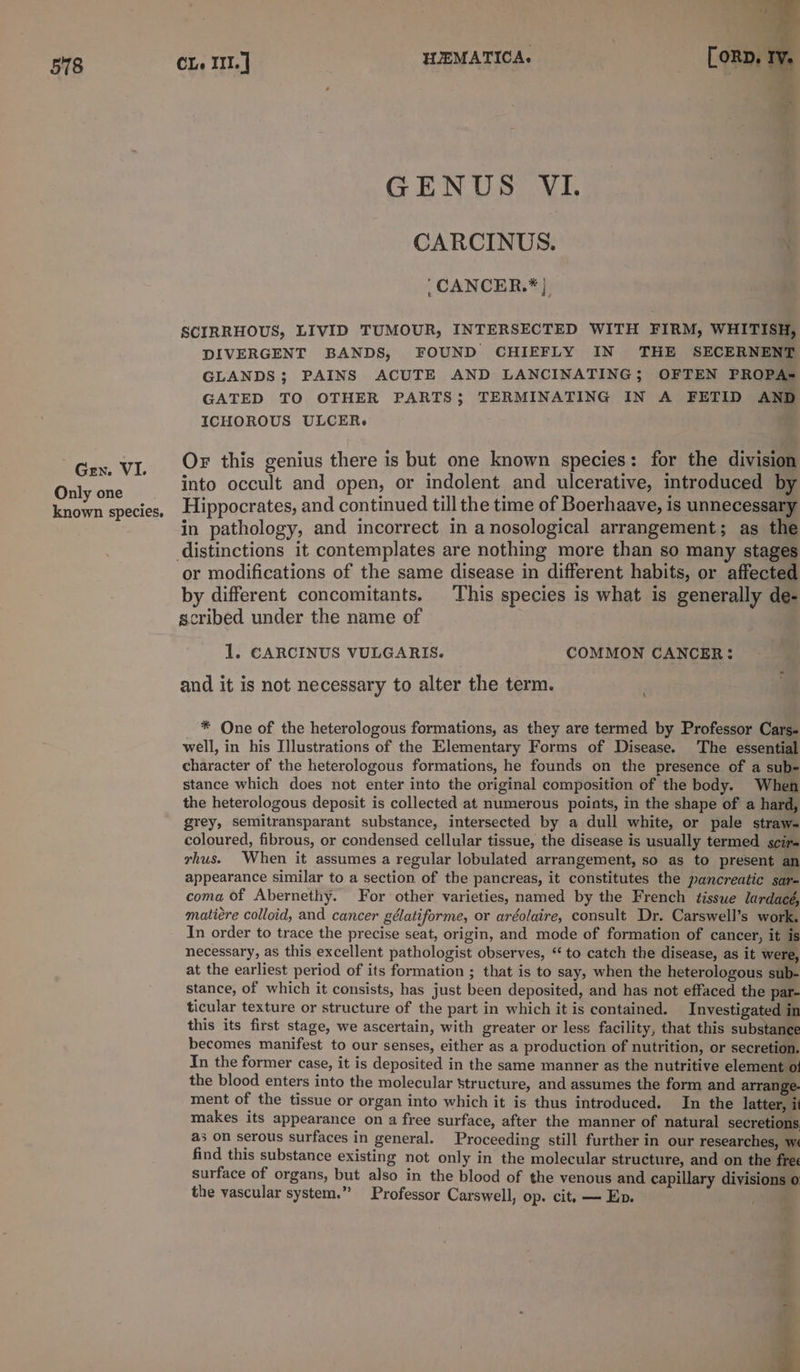 578 CL. III.] HÆMATICA. [ORD. IV.
GENUS VI.
CARCINUS.
[CANCER.*]
SCIRRHOUS, LIVID TUMOUR, INTERSECTED WITH FIRM, WHITISH,
DIVERGENT BANDS, FOUND CHIEFLY IN THE SECERNENT
GLANDS; PAINS ACUTE AND LANCINATING; OFTEN PROPA-
GATED TO OTHER PARTS; TERMINATING IN A FETID AND
ICHOROUS ULCER.
Gen. VI.
Only one
known species.
Of this genius there is but one known species: for the division
into occult and open, or indolent and ulcerative, introduced by
Hippocrates, and continued till the time of Boerhaave, is unnecessary
in pathology, and incorrect in a nosological arrangement; as the
distinctions it contemplates are nothing more than so many stages
or modifications of the same disease in different habits, or affected
by different concomitants. This species is what is generally de-
scribed under the name of
1. CARCINUS VULGARIS. COMMON CANCER:
and it is not necessary to alter the term.
* One of the heterologous formations, as they are termed by Professor Cars-
well, in his Illustrations of the Elementary Forms of Disease. The essential
character of the heterologous formations, he founds on the presence of a sub-
stance which does not enter into the original composition of the body. When
the heterologous deposit is collected at numerous points, in the shape of a hard,
grey, semitransparant substance, intersected by a dull white, or pale straw-
coloured, fibrous, or condensed cellular tissue, the disease is usually termed scir-
rhus. When it assumes a regular lobulated arrangement, so as to present an
appearance similar to a section of the pancreas, it constitutes the pancreatic sar-
coma of Abernethy. For other varieties, named by the French tissue lardacé,
matière colloid, and cancer gélatiforme, or aréolaire, consult Dr. Carswell's work.
In order to trace the precise seat, origin, and mode of formation of cancer, it is
necessary, as this excellent pathologist observes, “to catch the disease, as it were,
at the earliest period of its formation; that is to say, when the heterologous sub-
stance, of which it consists, has just been deposited, and has not effaced the par-
ticular texture or structure of the part in which it is contained. Investigated in
this its first stage, we ascertain, with greater or less facility, that this substance
becomes manifest to our senses, either as a production of nutrition, or secretion.
In the former case, it is deposited in the same manner as the nutritive element of
the blood enters into the molecular structure, and assumes the form and arrange-
ment of the tissue or organ into which it is thus introduced. In the latter, it
makes its appearance on a free surface, after the manner of natural secretions,
as on serous surfaces in general. Proceeding still further in our researches, we
find this substance existing not only in the molecular structure, and on the free
surface of organs, but also in the blood of the venous and capillary divisions o
the vascular system.” Professor Carswell, op. cit. — Ed.